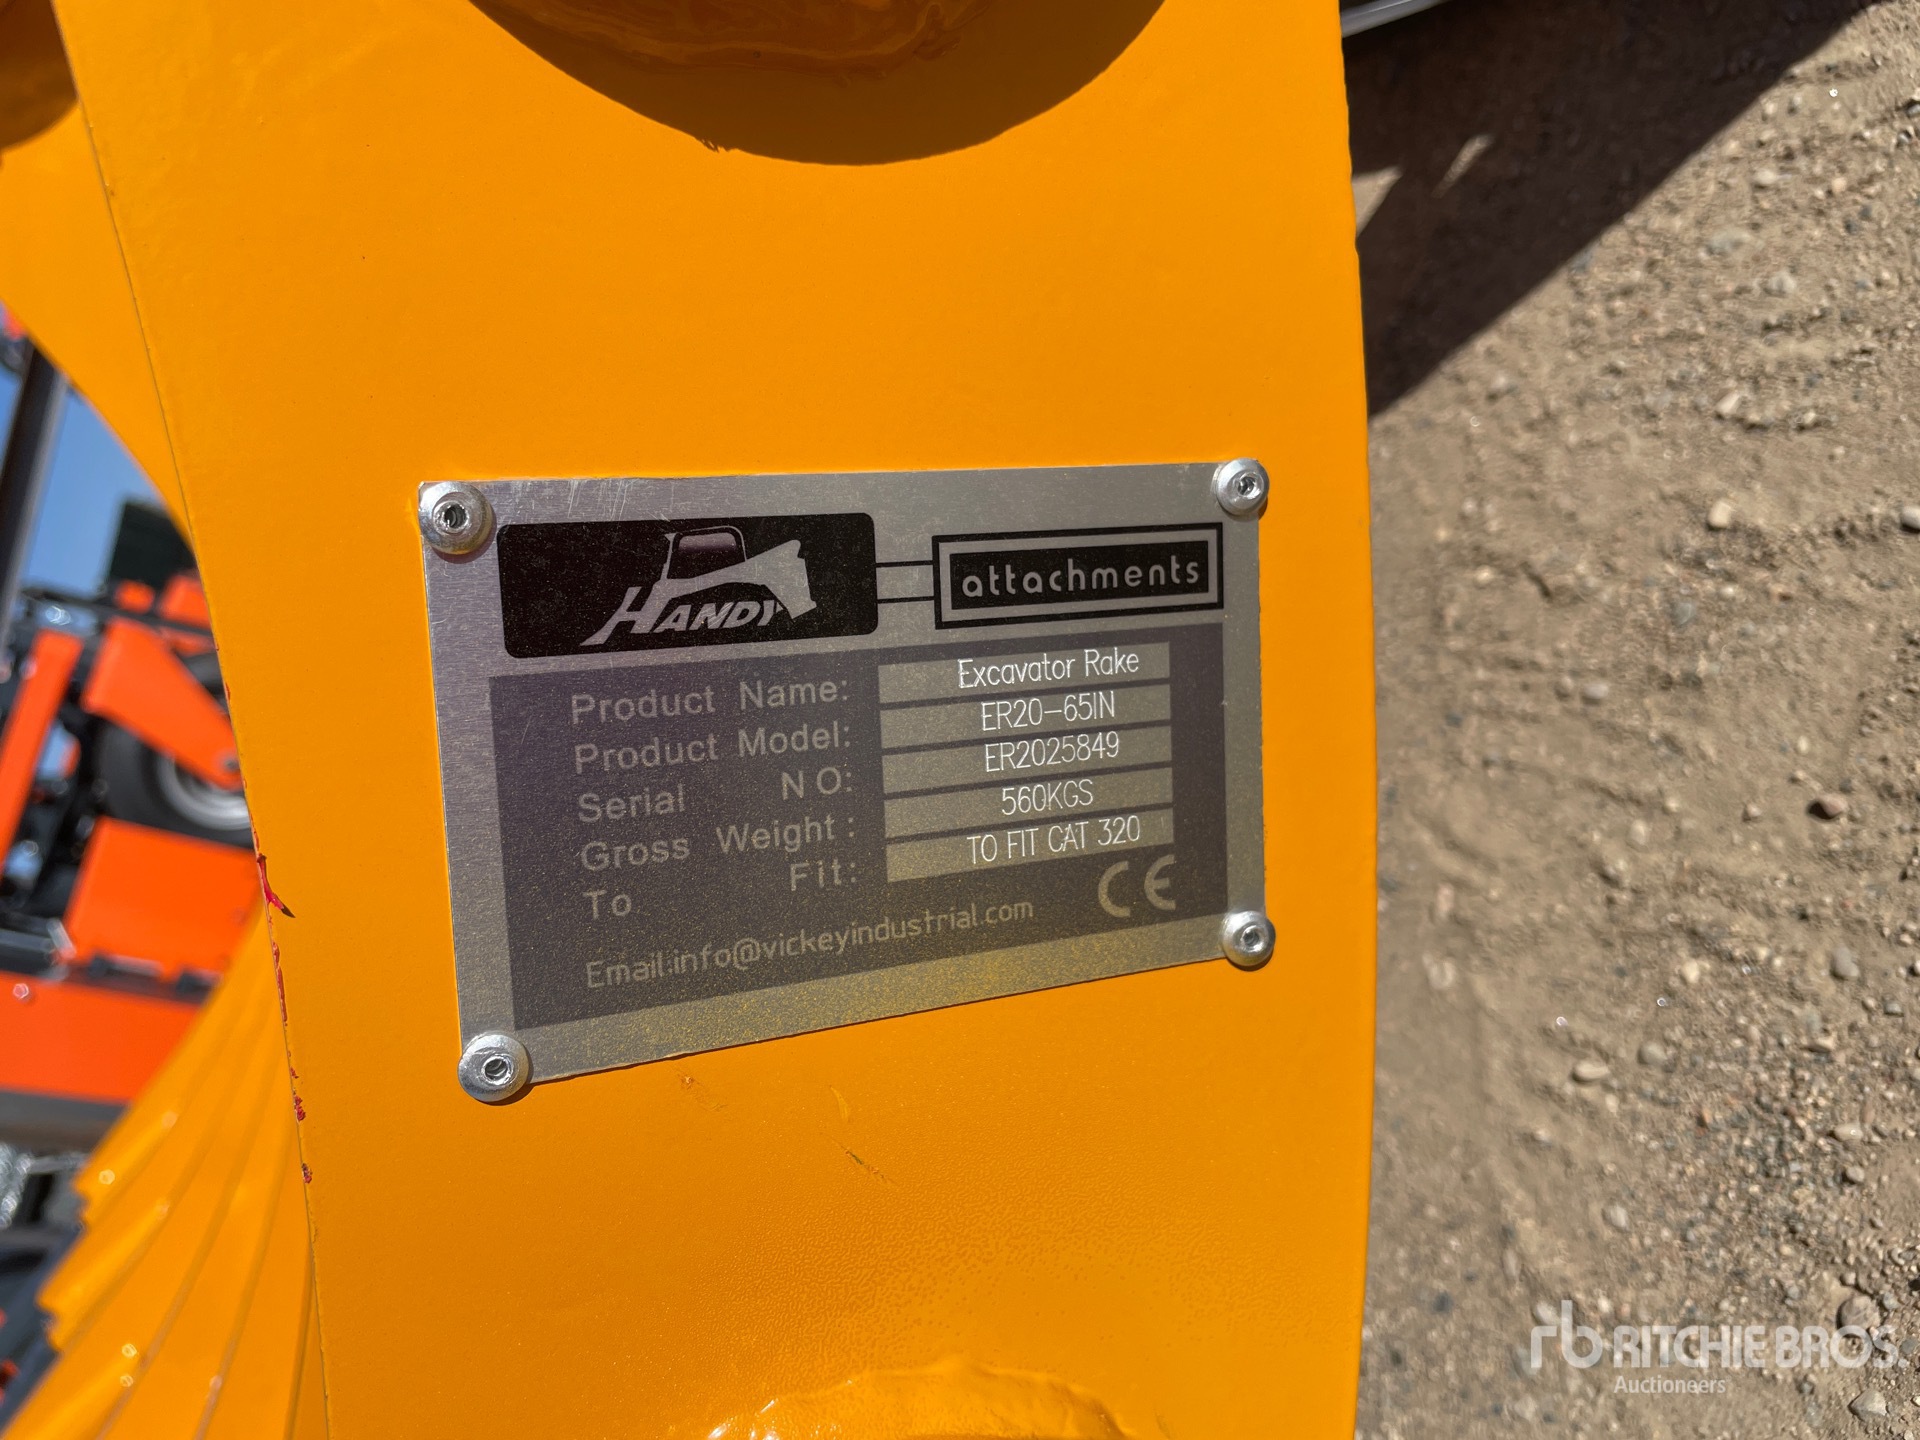 HANDY
attachments
Product Name: Excavator Rake
Product Model: ER20-65IN
Serial NO: ER2025849
Gross Weight: 560KGS
To Fit: TO FIT CAT 320
Email:info@vickeyindustrial.com CE
rb RITCHIE BROS.
Auctioneers